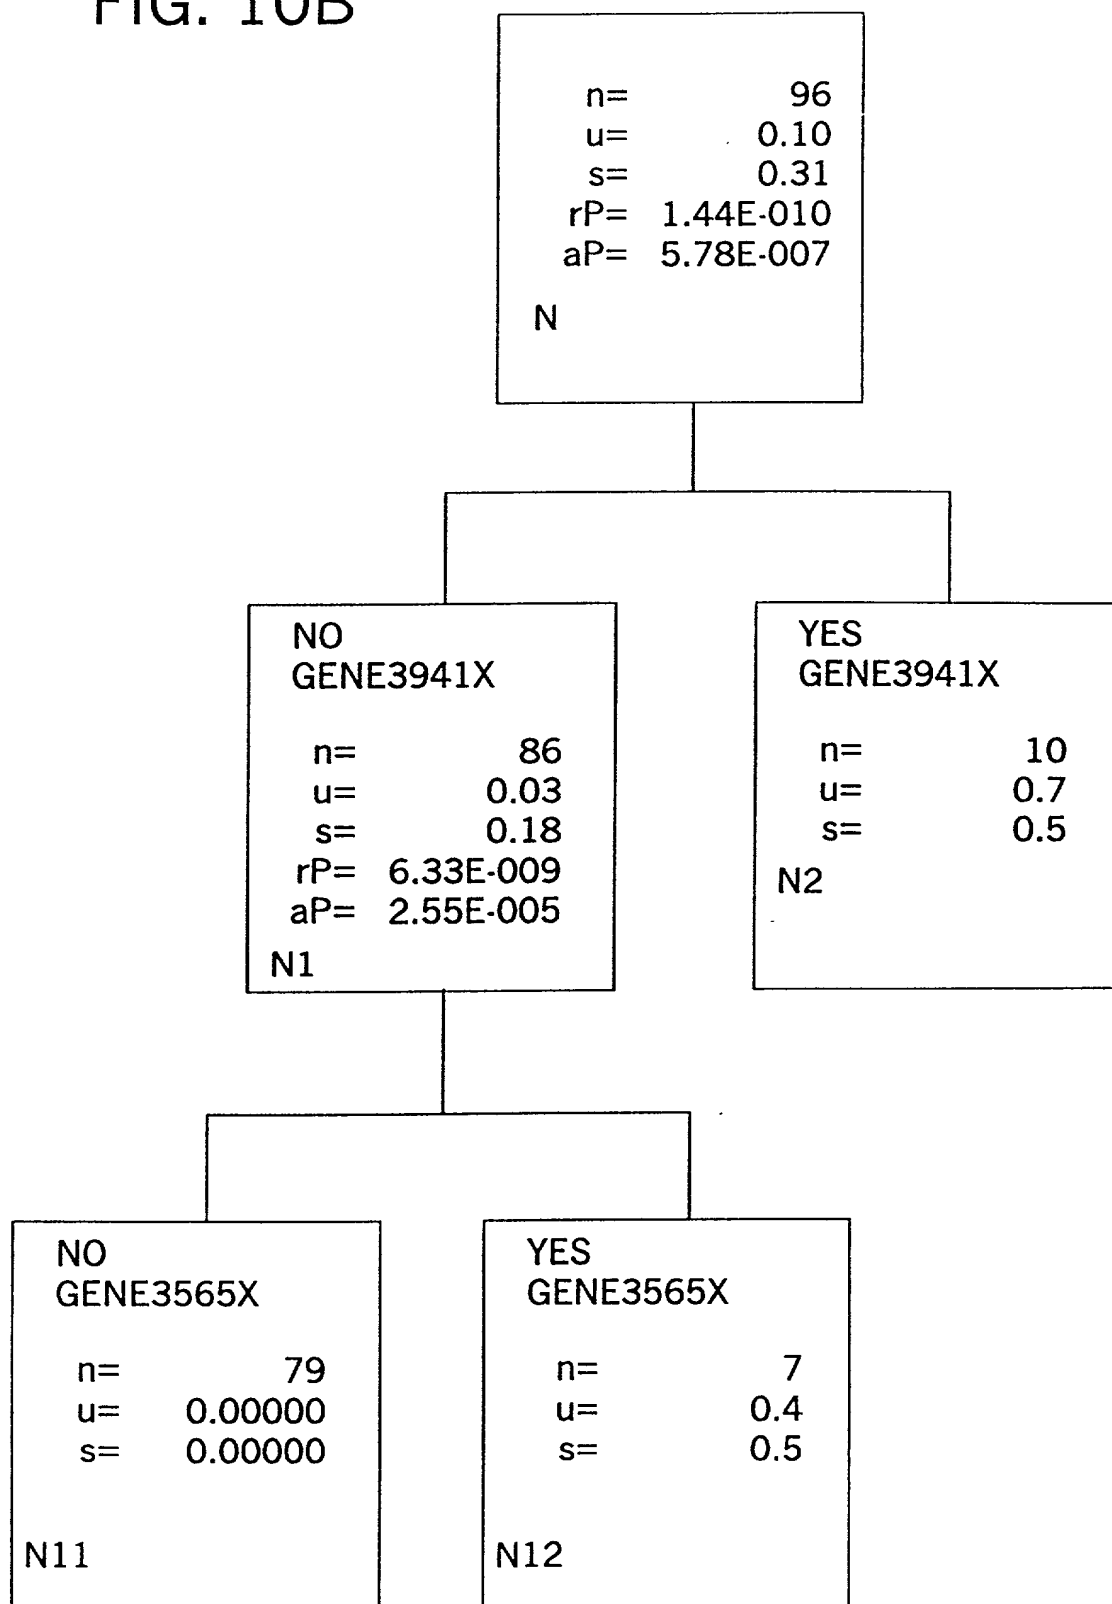 FIG. 10B
n= 96
u= 0.10
s= 0.31
rP= 1.44E-010
aP= 5.78E-007
N
NO
GENE3941X
n= 86
u= 0.03
s= 0.18
rP= 6.33E-009
aP= 2.55E-005
N1
YES
GENE3941X
n= 10
u= 0.7
s= 0.5
N2
NO
GENE3565X
n= 79
u= 0.00000
s= 0.00000
N11
YES
GENE3565X
n= 7
u= 0.4
s= 0.5
N12